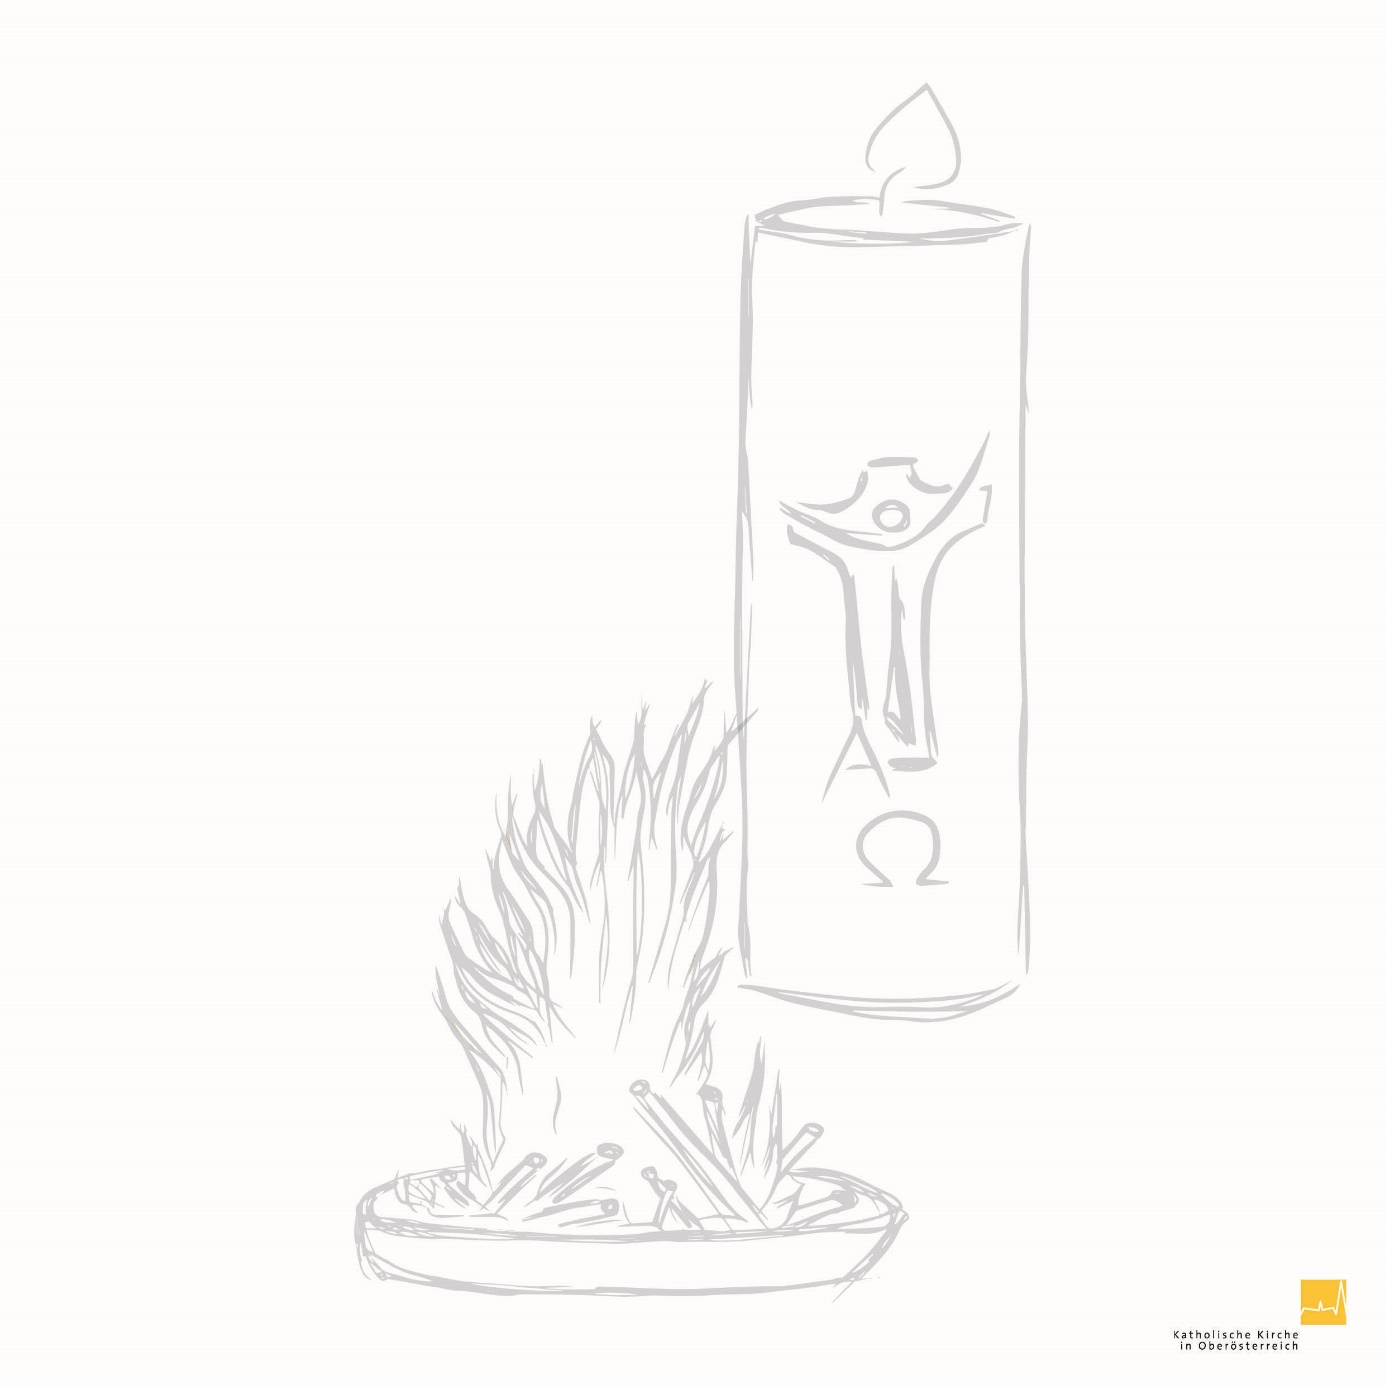 Α
Ω
Katholische Kirche
in Oberösterreich